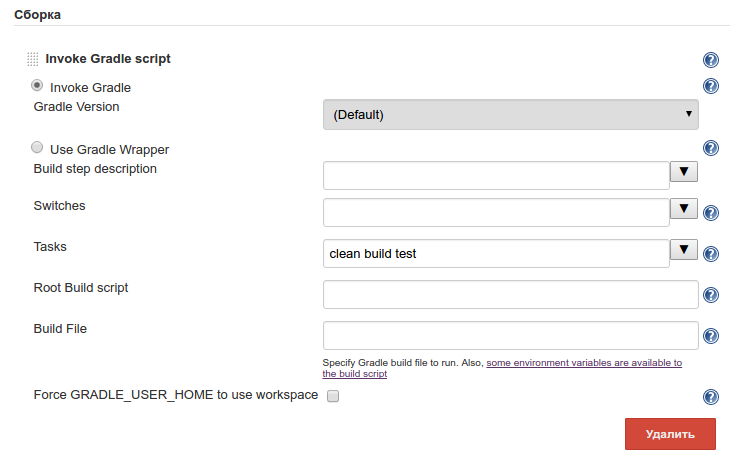 Сборка
Invoke Gradle script
Invoke Gradle
Gradle Version
(Default)
Use Gradle Wrapper
Build step description
Switches
Tasks
clean build test
Root Build script
Build File
Specify Gradle build file to run. Also, some environment variables are available to
the build script
Force GRADLE_USER_HOME to use workspace
Удалить